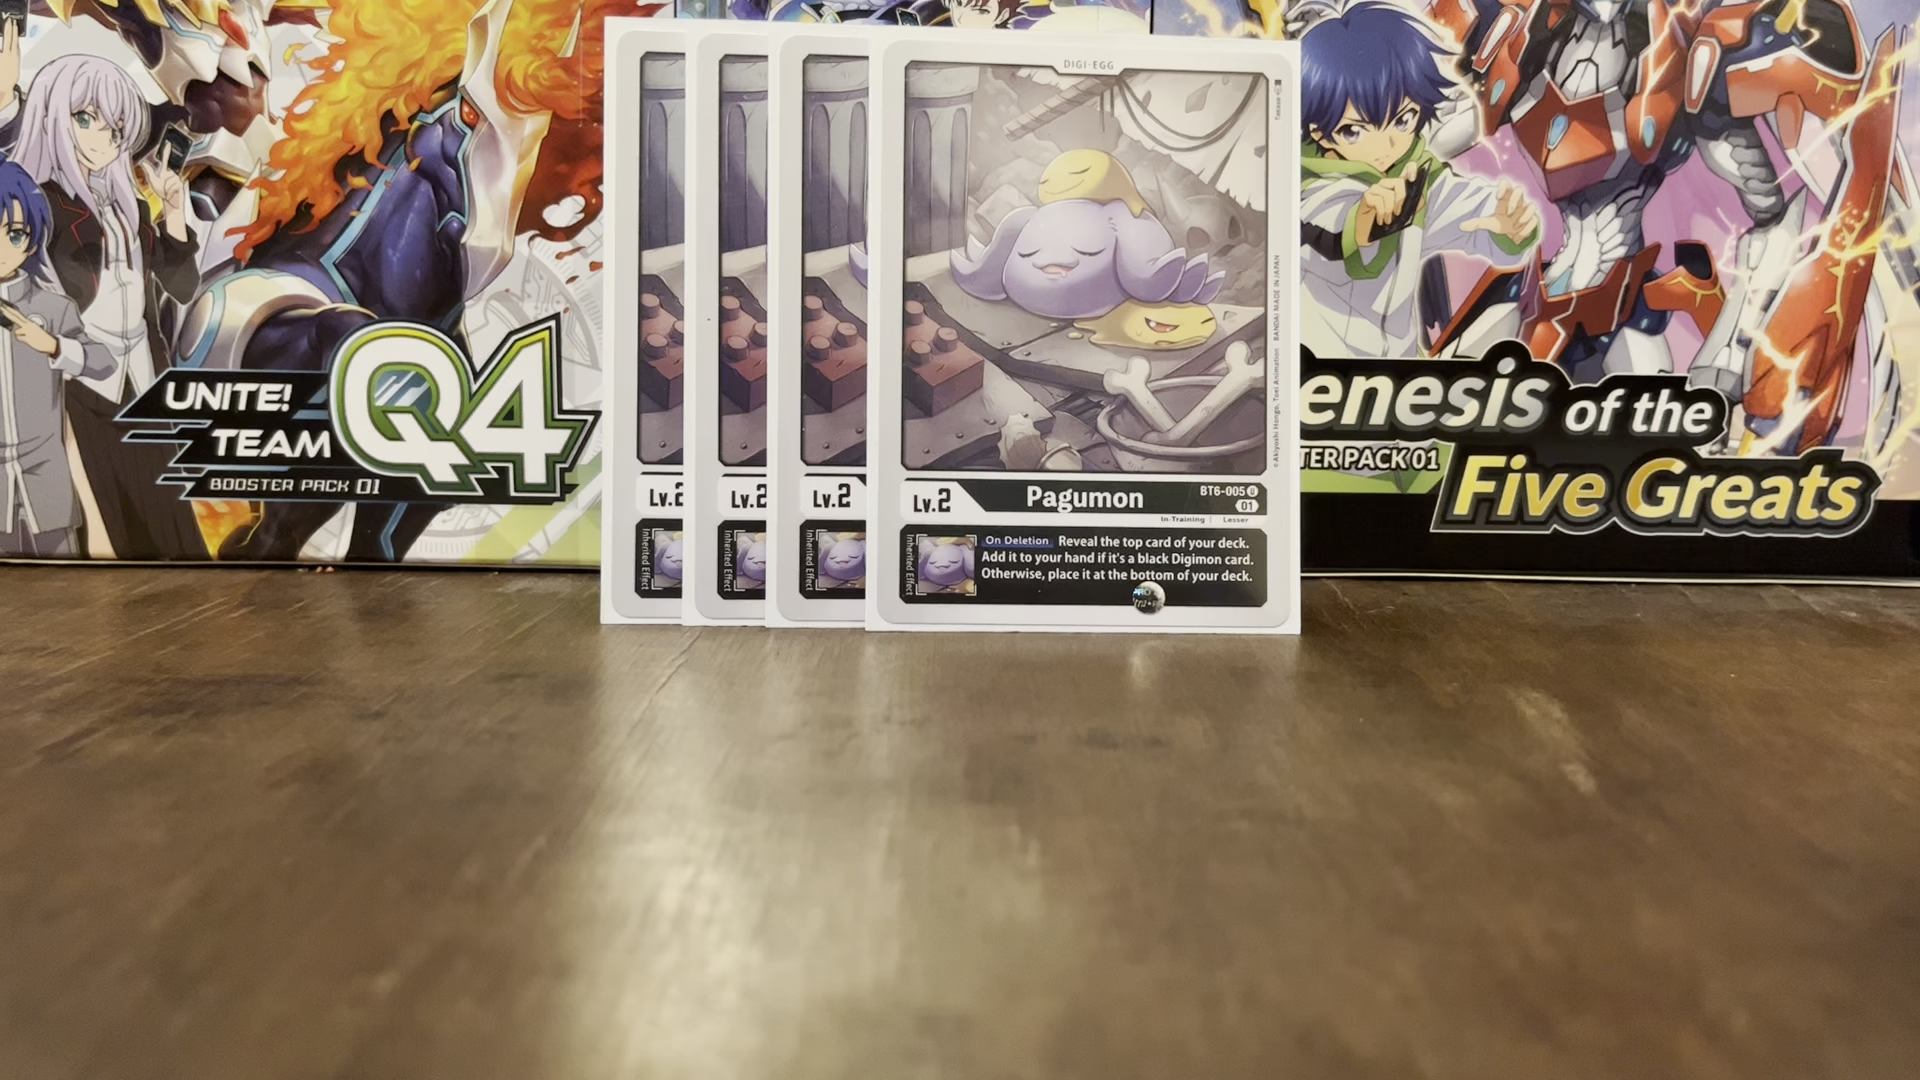 UNITE!
TEAM
Q4
BOOSTER PACK 01
Lv.2
Inherited Effect
Lv.2
Inherited Effect
Lv.2
Inherited Effect
DIGI-EGG
©Akiyoshi Hongo, Toei Animation BANDAI MADE IN JAPAN
Lv.2
Pagumon
BT6-005 U
01
In-Training | Lesser
Inherited Effect
On Deletion Reveal the top card of your deck.
Add it to your hand if it's a black Digimon card.
Otherwise, place it at the bottom of your deck.
enesis of the
TER PACK 01
Five Greats